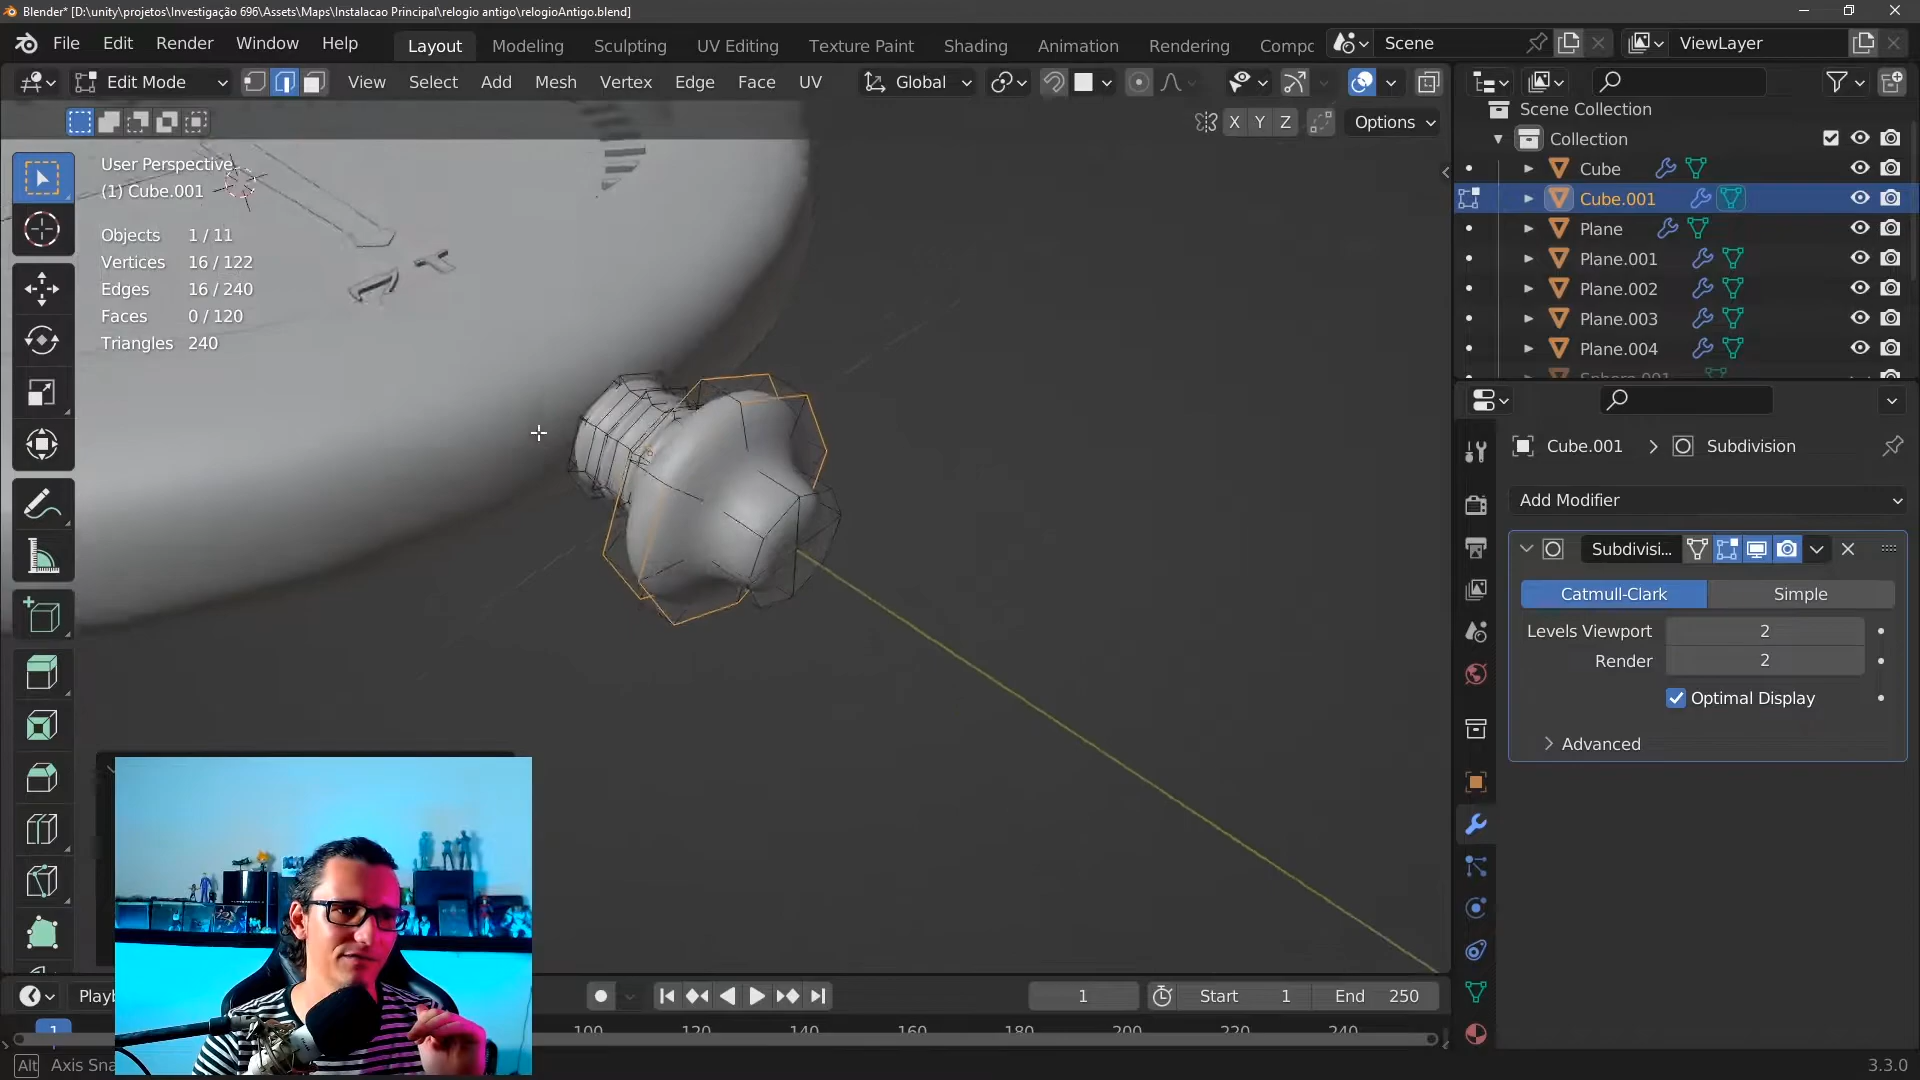 Blender* [D:\unity\projetos\Investigação 696\Assets\Maps\Instalacao Principal\relogio antigo\relogioAntigo.blend]
File Edit Render Window Help Layout Modeling Sculpting UV Editing Texture Paint Shading Animation Rendering Compc Scene ViewLayer
Edit Mode View Select Add Mesh Vertex Edge Face UV Global
X Y Z Options
User Perspective
(1) Cube.001
Objects 1 / 11
Vertices 16 / 122
Edges 16 / 240
Faces 0 / 120
Triangles 240
Scene Collection
Collection
Cube
Cube.001
Plane
Plane.001
Plane.002
Plane.003
Plane.004
Sphere.001
Cube.001 > Subdivision
Add Modifier
Subdivisi...
Catmull-Clark Simple
Levels Viewport 2
Render 2
Optimal Display
Advanced
Playb
1 Start 1 End 250
1 100 120 140 160 180 200 220 240
Alt Axis Sna
3.3.0